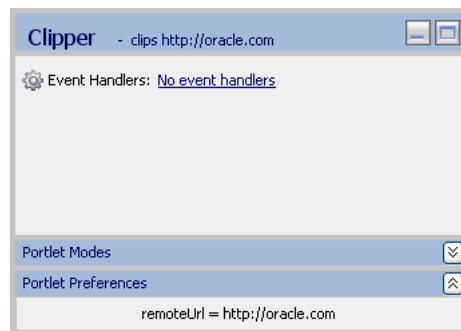 Clipper - clips http://oracle.com
Event Handlers: No event handlers
Portlet Modes
Portlet Preferences
remoteUrl = http://oracle.com